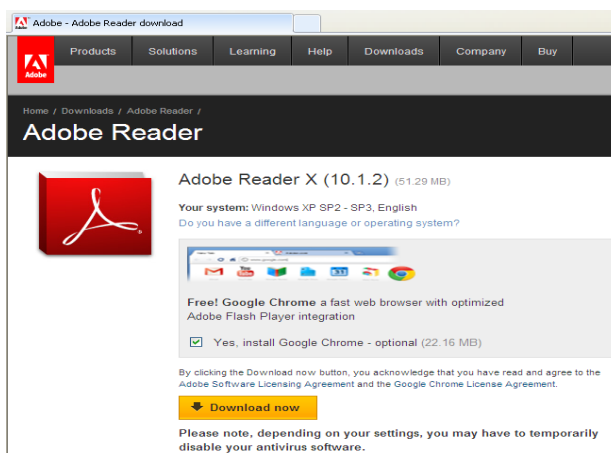 Adobe - Adobe Reader download
Products Solutions Learning Help Downloads Company Buy
Adobe
Home / Downloads / Adobe Reader /
Adobe Reader
Adobe Reader X (10.1.2) (51.29 MB)
Your system: Windows XP SP2 - SP3, English
Do you have a different language or operating system?
Free! Google Chrome a fast web browser with optimized
Adobe Flash Player integration
Yes, install Google Chrome - optional (22.16 MB)
By clicking the Download now button, you acknowledge that you have read and agree to the
Adobe Software Licensing Agreement and the Google Chrome License Agreement.
Download now
Please note, depending on your settings, you may have to temporarily
disable your antivirus software.